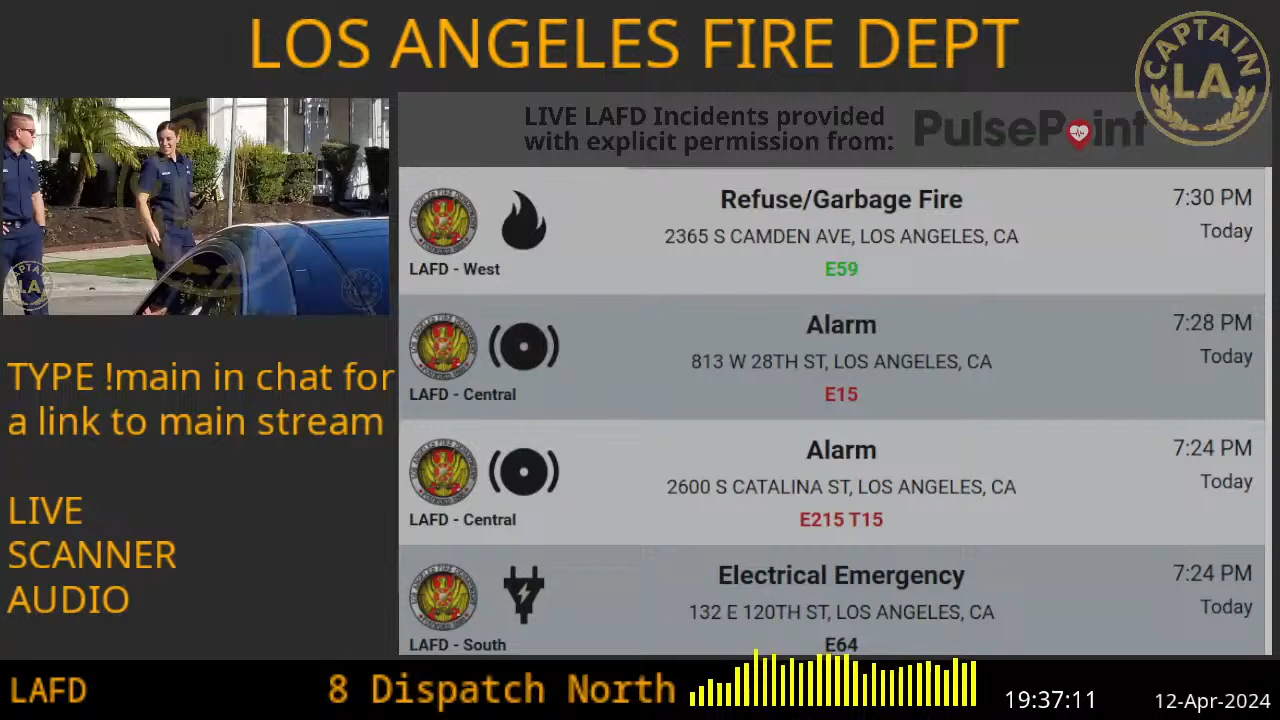 LOS ANGELES FIRE DEPT
CAPTAIN
LA
LIVE LAFD Incidents provided
with explicit permission from:
PulsePoint
Refuse/Garbage Fire
7:30 PM
2365 S CAMDEN AVE, LOS ANGELES, CA
Today
LAFD - West
E59
Alarm
7:28 PM
813 W 28TH ST, LOS ANGELES, CA
Today
LAFD - Central
E15
Alarm
7:24 PM
2600 S CATALINA ST, LOS ANGELES, CA
Today
LAFD - Central
E215 T15
Electrical Emergency
7:24 PM
132 E 120TH ST, LOS ANGELES, CA
Today
LAFD - South
E64
CAPTAIN
LA
TYPE !main in chat for
a link to main stream
LIVE
SCANNER
AUDIO
LAFD
8 Dispatch North
19:37:11
12-Apr-2024